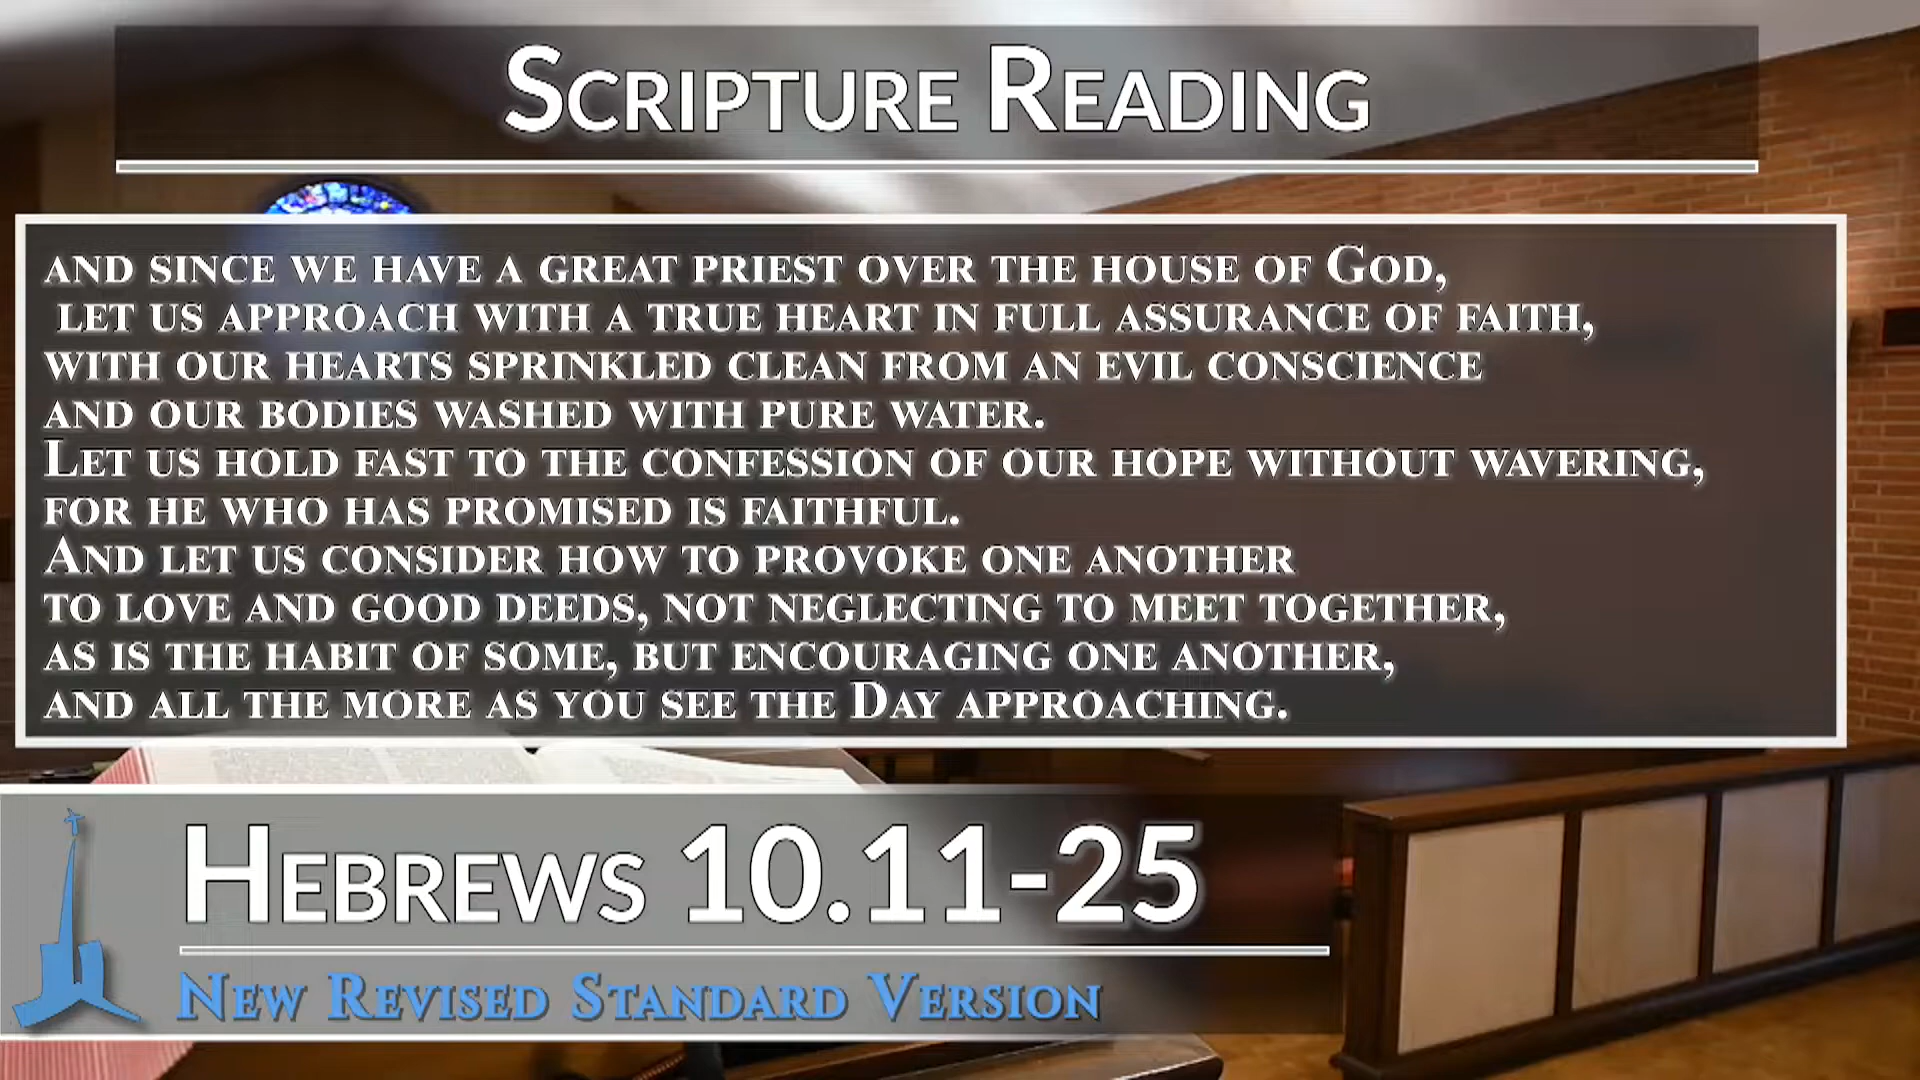 Scripture Reading
and since we have a great priest over the house of God,
let us approach with a true heart in full assurance of faith,
with our hearts sprinkled clean from an evil conscience
and our bodies washed with pure water.
Let us hold fast to the confession of our hope without wavering,
for he who has promised is faithful.
And let us consider how to provoke one another
to love and good deeds, not neglecting to meet together,
as is the habit of some, but encouraging one another,
and all the more as you see the Day approaching.
Hebrews 10.11-25
New Revised Standard Version